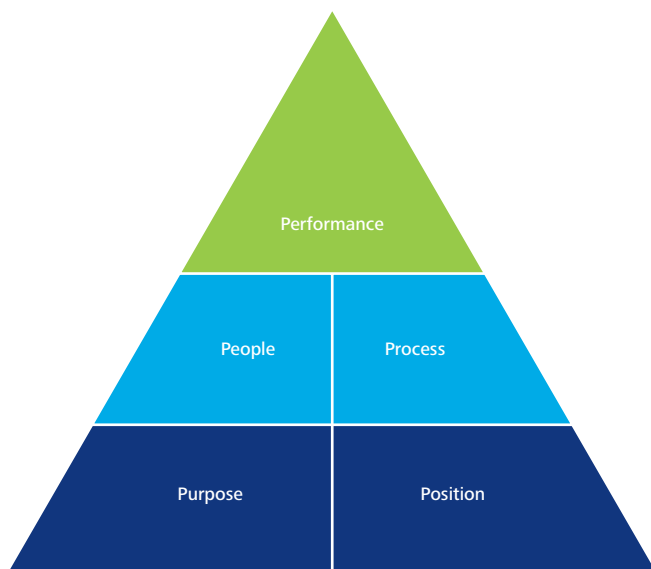 Performance
People
Process
Purpose
Position